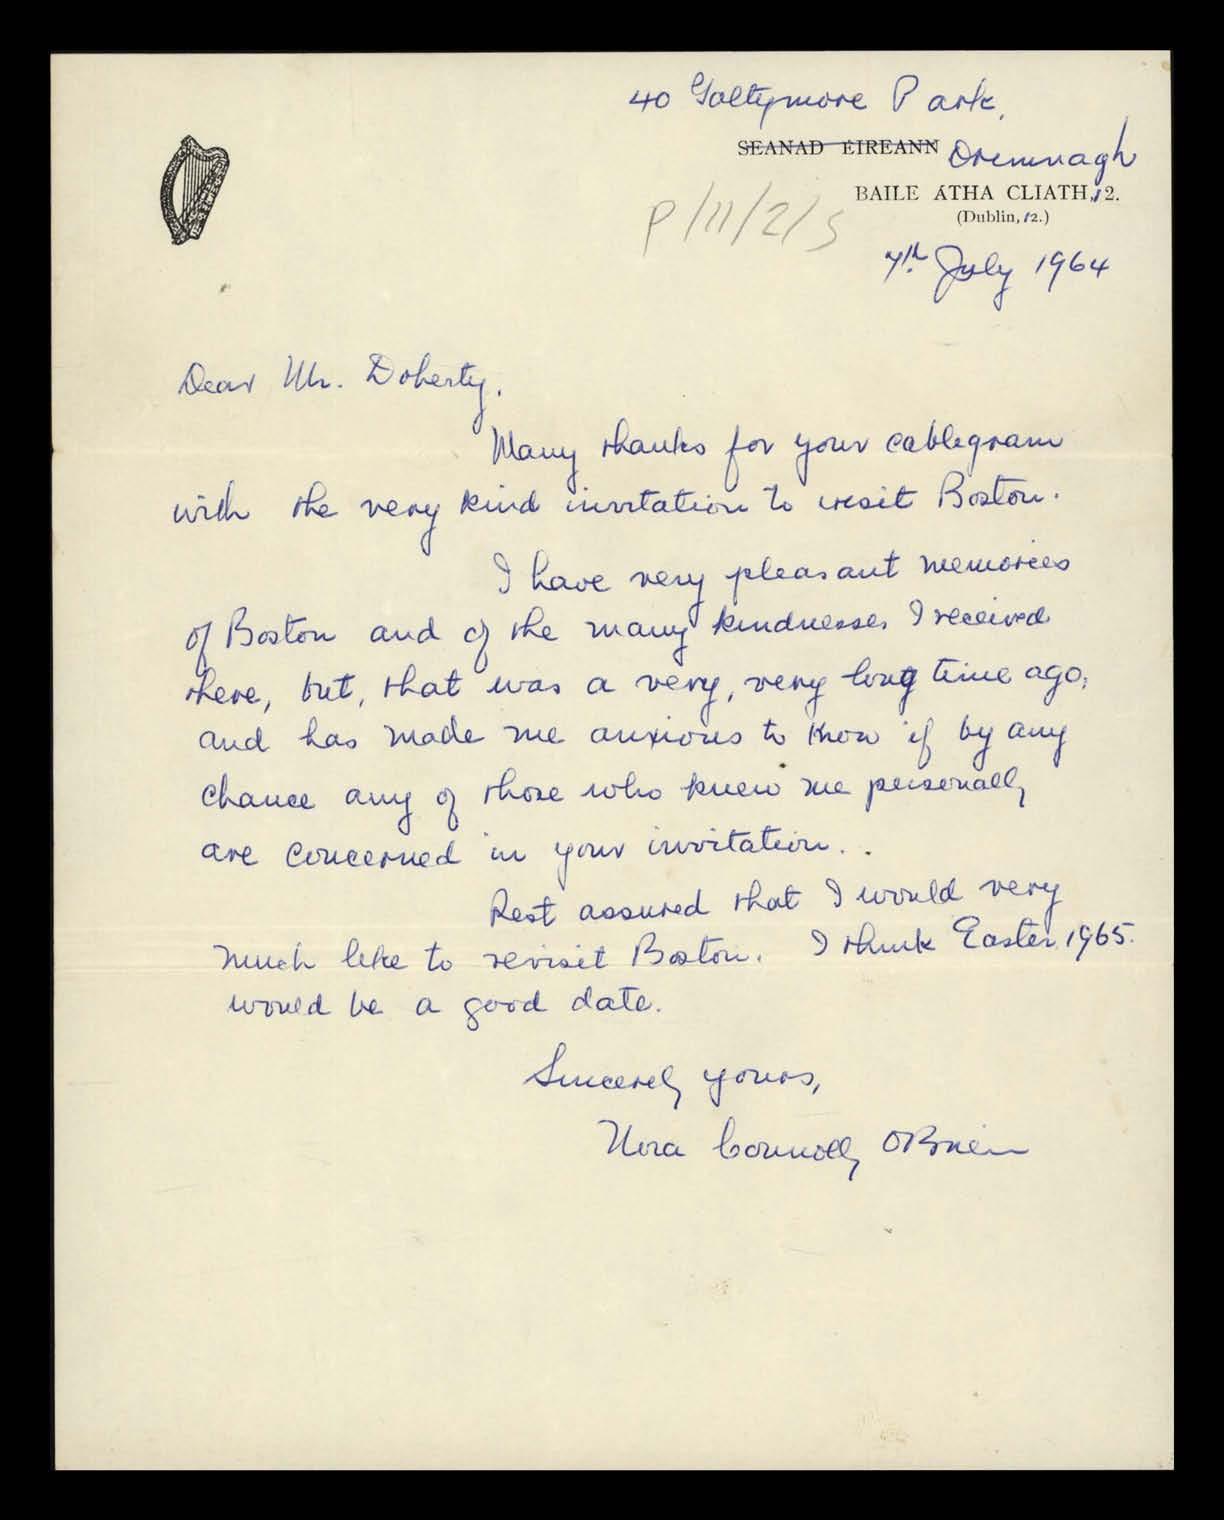 40 Galtymore Park,
SEANAD ÉIREANN Drimnagh
BAILE ÁTHA CLIATH, 12.
(Dublin, 12.)
P/11/2/5
7th July 1964
Dear Mr. Doherty,
Many thanks for your cablegram
with the very kind invitation to visit Boston.
I have very pleasant memories
of Boston and of the many kindnesses I received
there, but, that was a very, very long time ago,
and has made me anxious to know if by any
chance any of those who knew me personally
are concerned in your invitation..
Rest assured that I would very
much like to revisit Boston. I think Easter 1965.
would be a good date.
Sincerely yours,
Nora Connolly O'Brien